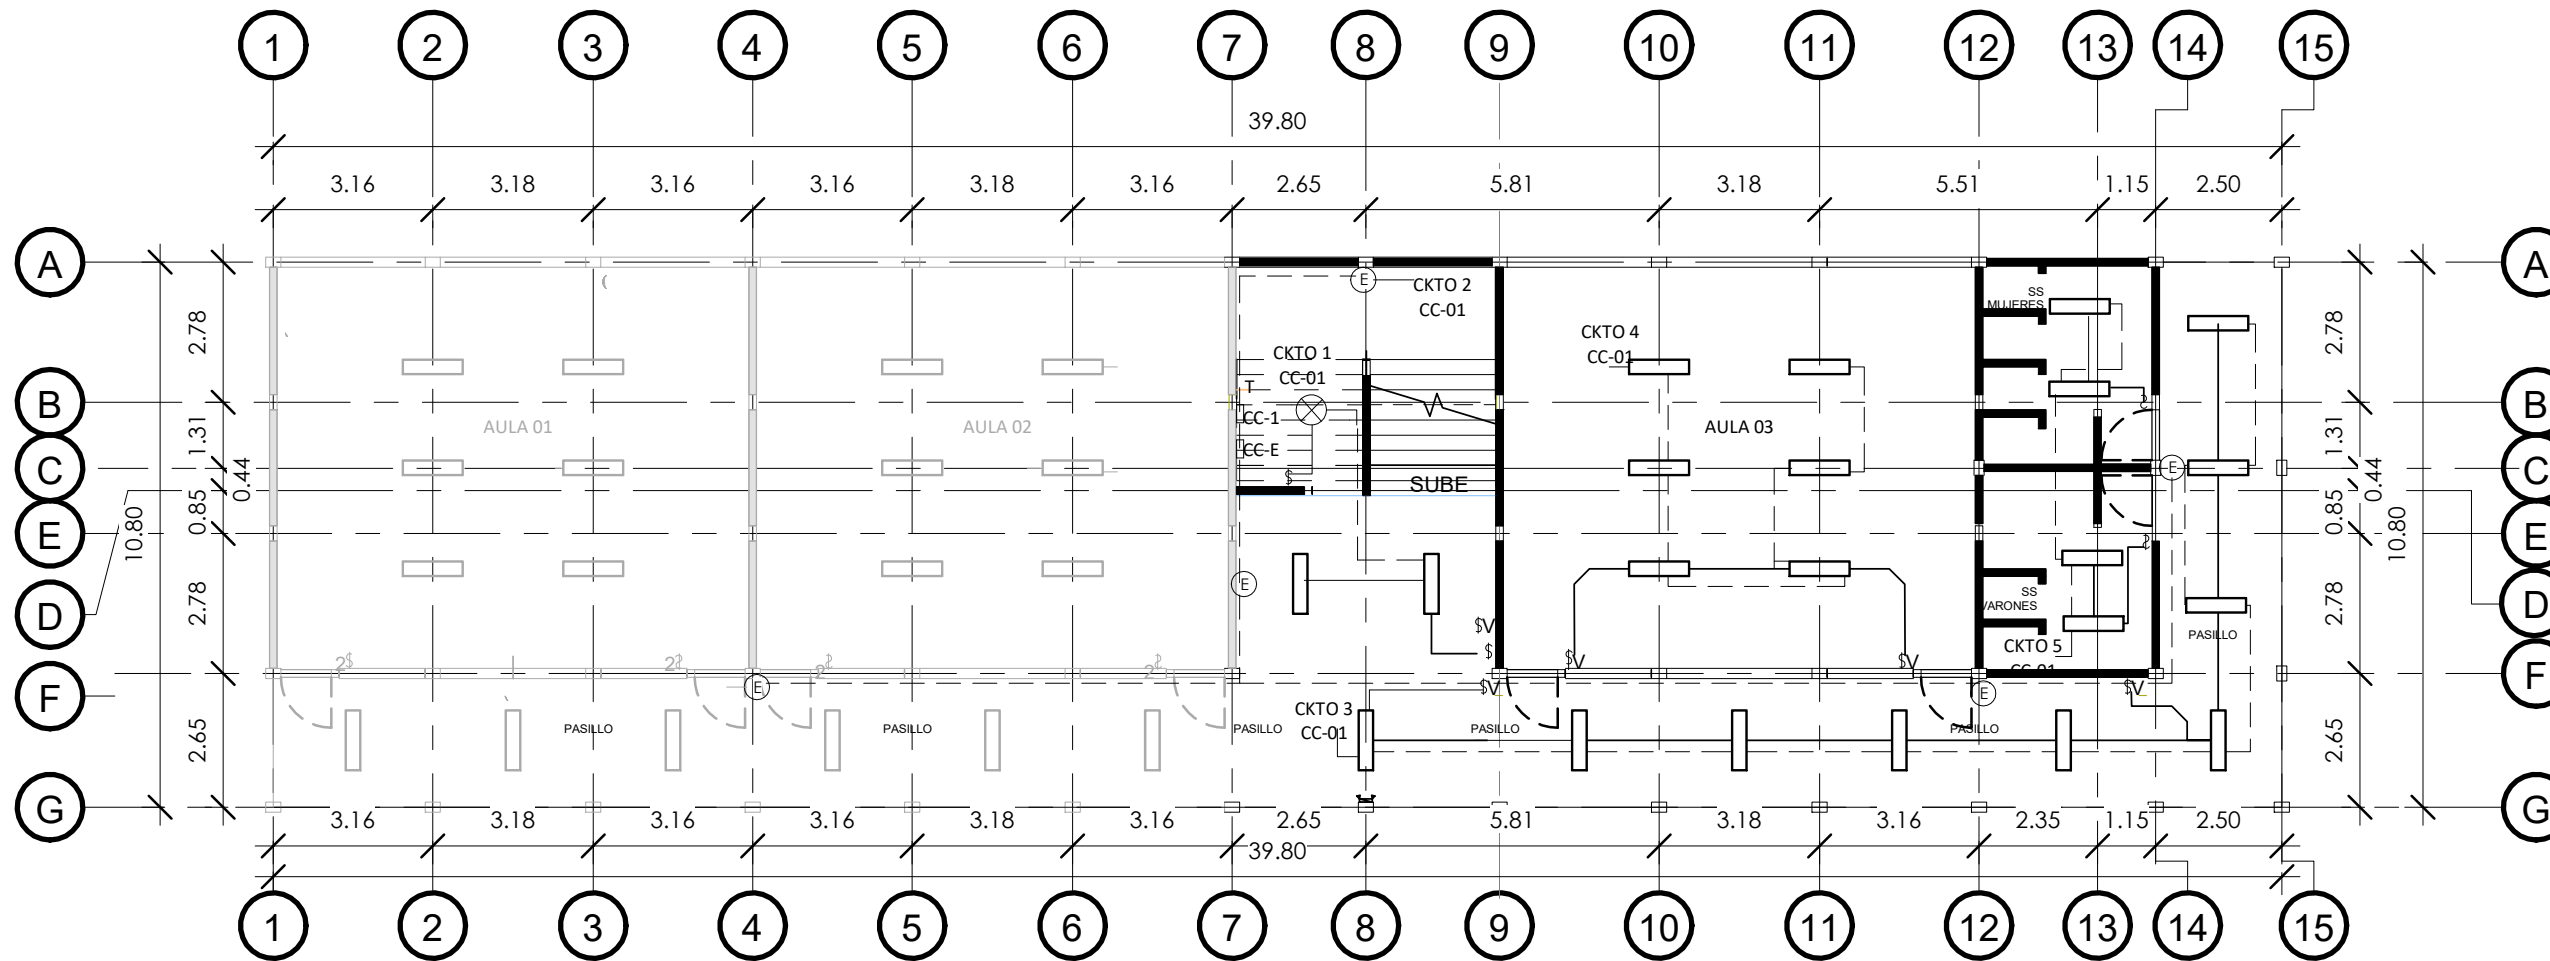 1 2 3 4 5 6 7 8 9 10 11 12 13 14 15
39.80
3.16 3.18 3.16 3.16 3.18 3.16 2.65 5.81 3.18 5.51 1.15 2.50
A A
E
CKTO 2
CC-01
SS
MUJERES
2.78 2.78
CKTO 4
CC-01
CKTO 1
CC-01
T
B B
CC-1
AULA 01 AULA 02 AULA 03
1.31 1.31
CC-E
C C
E
0.44 0.44
$
SUBE
0.85 0.85
10.80 10.80
E E
E
SS
VARONES
2.78 2.78
D D
$V
PASILLO
CKTO 5
CC-01
$
2$ 2$ 2$ 2$ $V $V
F F
E $V E $V
CKTO 3
CC-01
PASILLO PASILLO PASILLO PASILLO PASILLO
2.65 2.65
G G
3.16 3.18 3.16 3.16 3.18 3.16 2.65 5.81 3.18 3.16 2.35 1.15 2.50
39.80
1 2 3 4 5 6 7 8 9 10 11 12 13 14 15